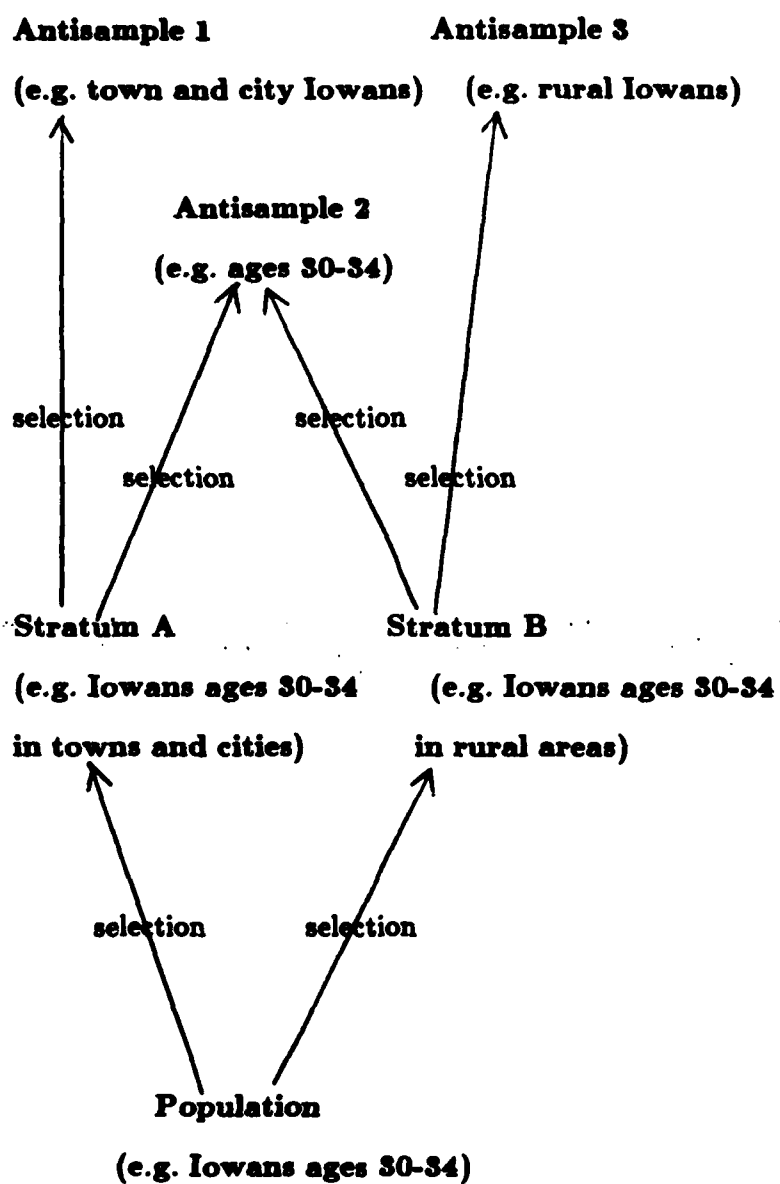 Antisample 1 Antisample 3
(e.g. town and city Iowans) (e.g. rural Iowans)
Antisample 2
(e.g. ages 30-34)
selection selection
selection selection
Stratum A Stratum B
(e.g. Iowans ages 30-34 (e.g. Iowans ages 30-34
in towns and cities) in rural areas)
selection selection
Population
(e.g. Iowans ages 30-34)